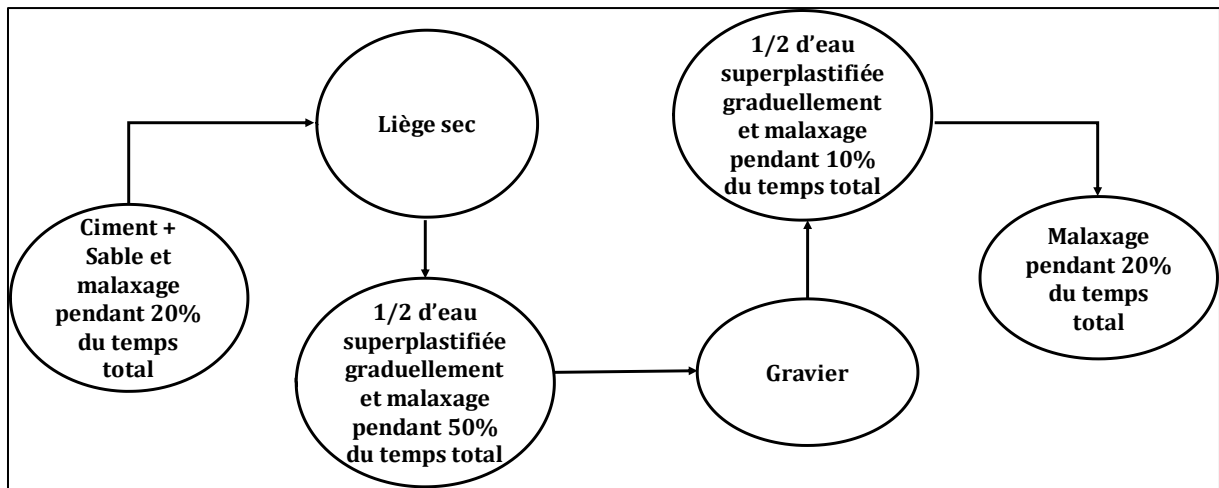 Ciment +
Sable et
malaxage
pendant 20%
du temps
total
Liège sec
1/2 d’eau
superplastifiée
graduellement
et malaxage
pendant 50%
du temps total
Gravier
1/2 d’eau
superplastifiée
graduellement
et malaxage
pendant 10%
du temps total
Malaxage
pendant 20%
du temps
total